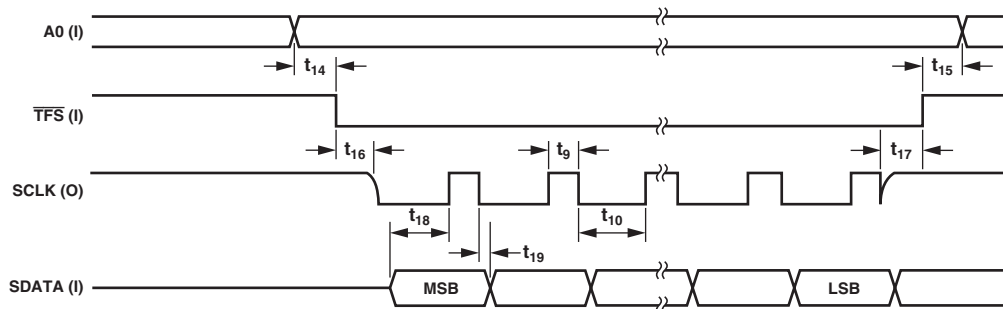 A0 (I)
t14
t15
TFS (I)
t16
t9
t17
SCLK (O)
t18
t10
t19
SDATA (I)
MSB
LSB